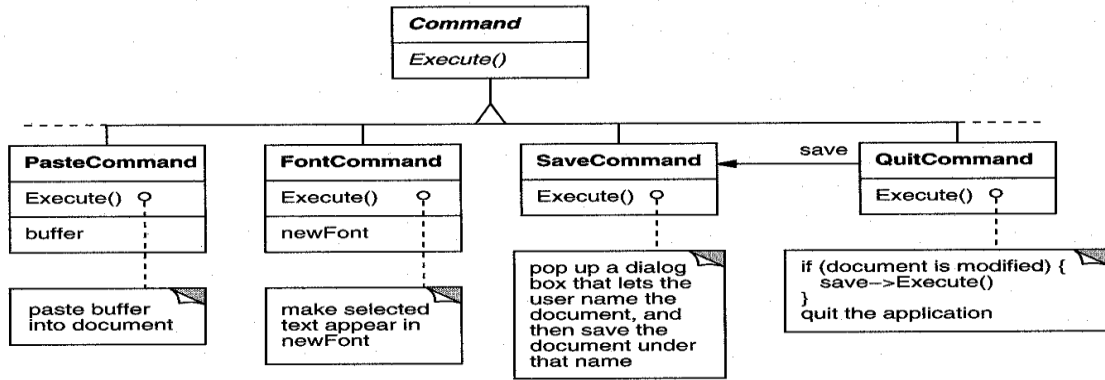 Command
Execute()
PasteCommand
Execute()
buffer
paste buffer
into document
FontCommand
Execute()
newFont
make selected
text appear in
newFont
SaveCommand
Execute()
pop up a dialog
box that lets the
user name the
document, and
then save the
document under
that name
save
QuitCommand
Execute()
if (document is modified) {
save->Execute()
}
quit the application